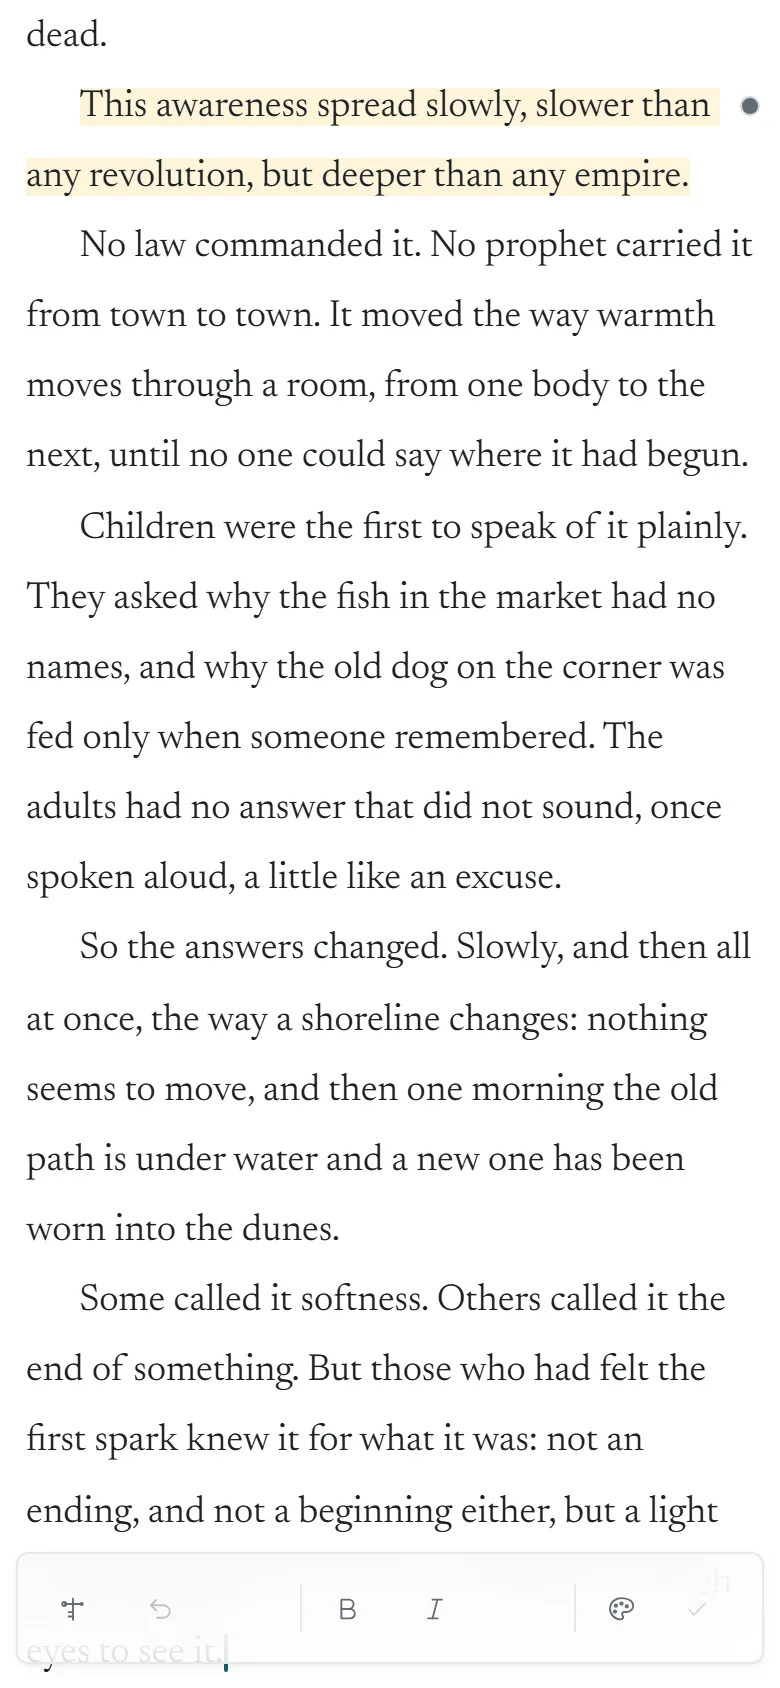 dead.
This awareness spread slowly, slower than
any revolution, but deeper than any empire.
No law commanded it. No prophet carried it
from town to town. It moved the way warmth
moves through a room, from one body to the
next, until no one could say where it had begun.
Children were the first to speak of it plainly.
They asked why the fish in the market had no
names, and why the old dog on the corner was
fed only when someone remembered. The
adults had no answer that did not sound, once
spoken aloud, a little like an excuse.
So the answers changed. Slowly, and then all
at once, the way a shoreline changes: nothing
seems to move, and then one morning the old
path is under water and a new one has been
worn into the dunes.
Some called it softness. Others called it the
end of something. But those who had felt the
first spark knew it for what it was: not an
ending, and not a beginning either, but a light
B I
eyes to see it.